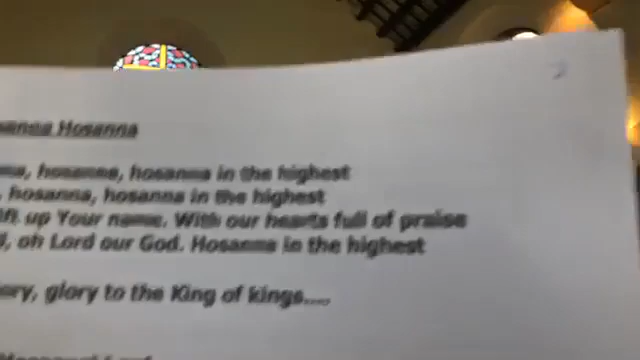 Hosanna
hosanna, hosanna in the highest
hosanna, hosanna in the highest
up Your name. With our hearts full of praise
oh Lord our God. Hosanna in the highest
glory to the King of kings....